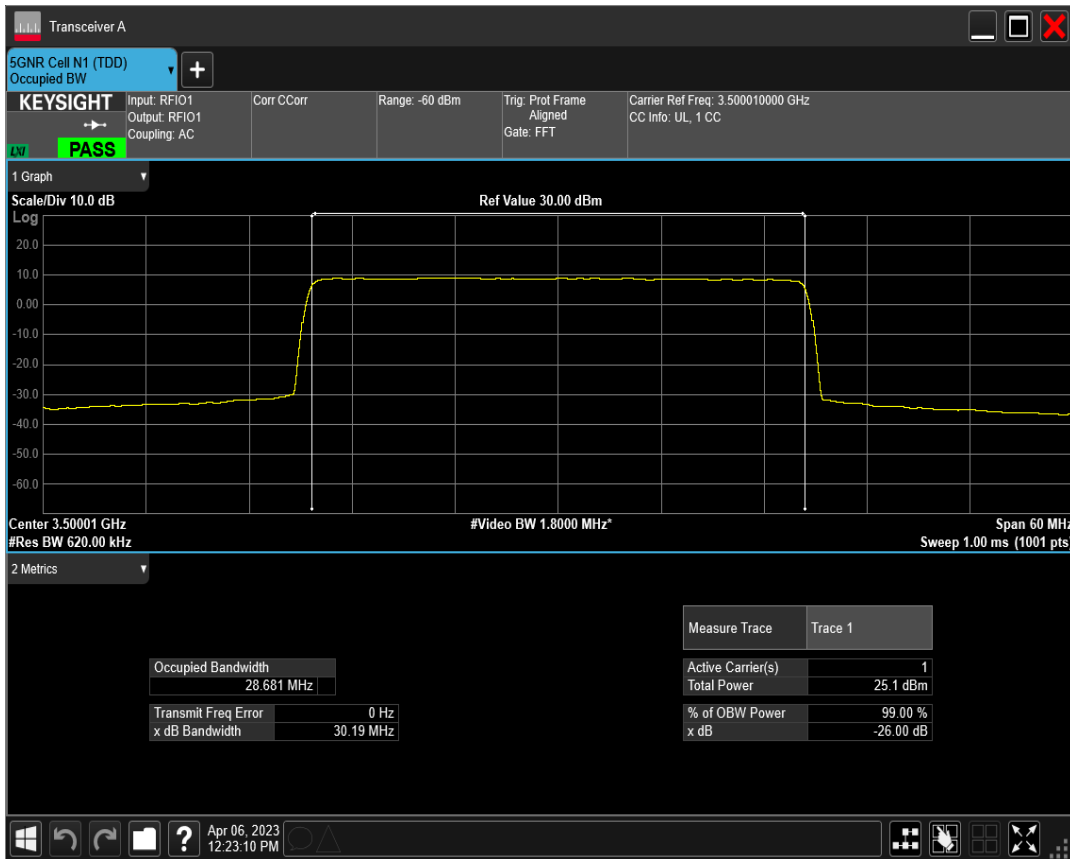 Transceiver A
5GNR Cell N1 (TDD)
Occupied BW
+
KEYSIGHT
LXI
PASS
Input: RFIO1
Output: RFIO1
Coupling: AC
Corr CCorr
Range: -60 dBm
Trig: Prot Frame
Aligned
Gate: FFT
Carrier Ref Freq: 3.500010000 GHz
CC Info: UL, 1 CC
1 Graph
Scale/Div 10.0 dB
Ref Value 30.00 dBm
Log
20.0
10.0
0.00
-10.0
-20.0
-30.0
-40.0
-50.0
-60.0
Center 3.50001 GHz
#Video BW 1.8000 MHz*
Span 60 MHz
#Res BW 620.00 kHz
Sweep 1.00 ms (1001 pts)
2 Metrics
Measure Trace Trace 1
Occupied Bandwidth
28.681 MHz
Active Carrier(s) 1
Total Power 25.1 dBm
Transmit Freq Error 0 Hz
x dB Bandwidth 30.19 MHz
% of OBW Power 99.00 %
x dB -26.00 dB
?
Apr 06, 2023
12:23:10 PM